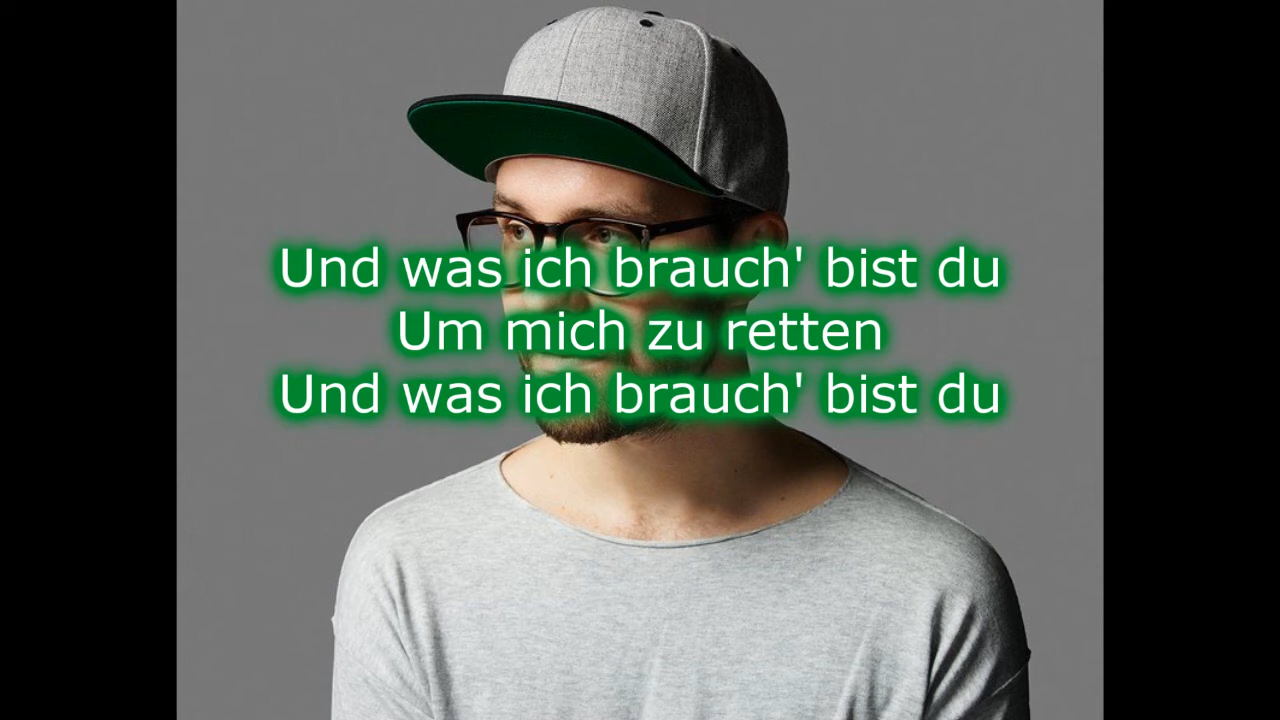 Und was ich brauch' bist du
Um mich zu retten
Und was ich brauch' bist du